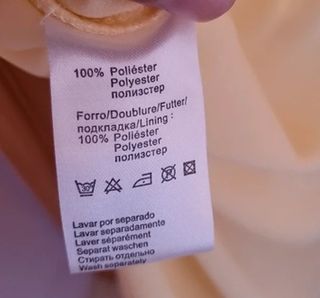 100% Poliéster
Polyester
полиэстер
Forro/Doublure/Futter/
подкладка/Lining :
100% Poliéster
Polyester
полиэстер
Lavar por separado
Lavar separadamente
Laver séparément
Separat waschen
Стирать отдельно
Wash separately